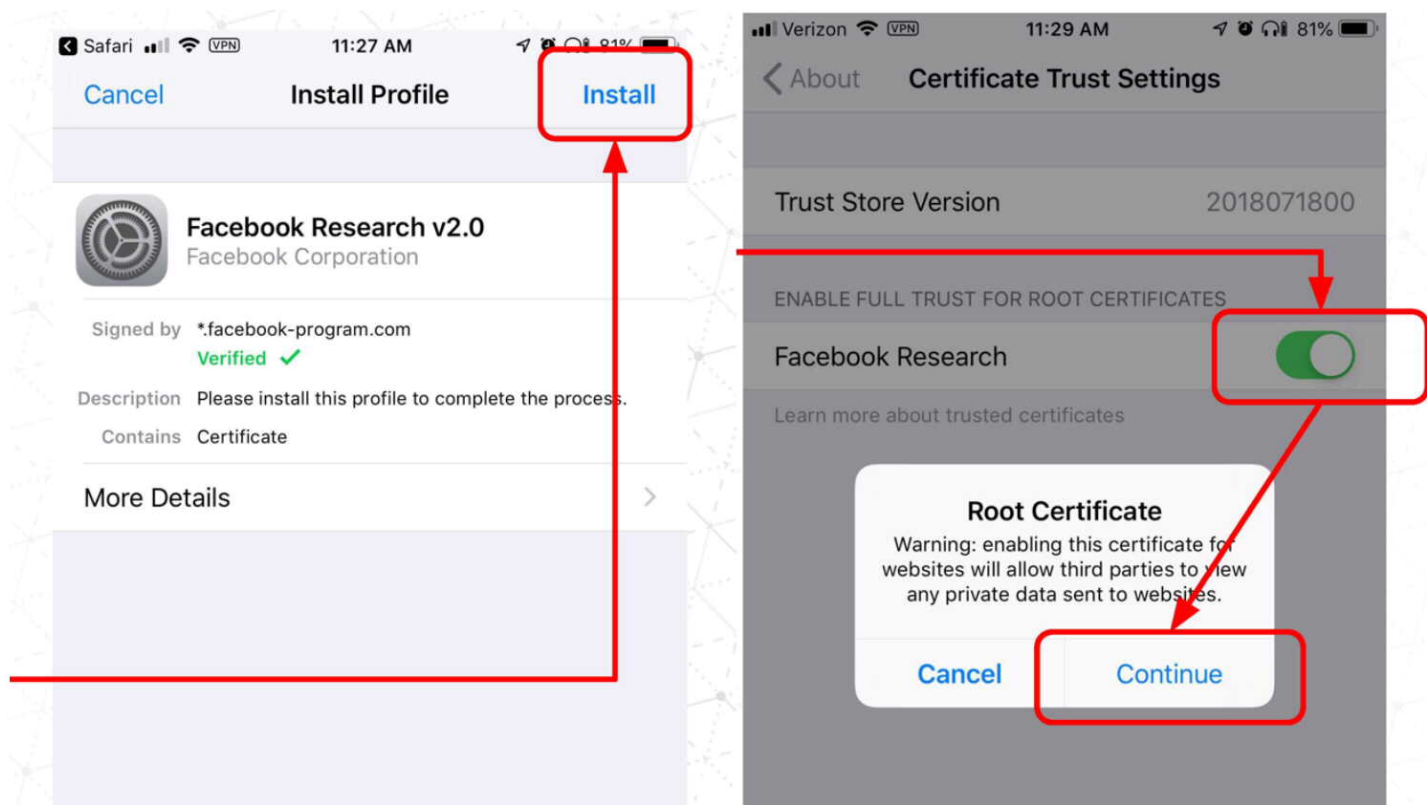 Safari VPN 11:27 AM 81%
Cancel Install Profile Install
Facebook Research v2.0
Facebook Corporation
Signed by *.facebook-program.com
Verified
Description Please install this profile to complete the process.
Contains Certificate
More Details
Verizon VPN 11:29 AM 81%
About Certificate Trust Settings
Trust Store Version 2018071800
ENABLE FULL TRUST FOR ROOT CERTIFICATES
Facebook Research
Learn more about trusted certificates
Root Certificate
Warning: enabling this certificate for
websites will allow third parties to view
any private data sent to websites.
Cancel Continue